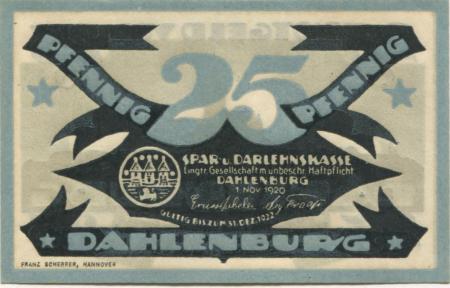 PFENNIG 25 PFENNIG
SPAR u. DARLEHNSKASSE
Eingtr. Gesellschaft m unbeschr. Haftpflicht
DAHLENBURG
1 NOV 1920
GÜLTIG BIS ZUM 31. DEZ. 1922
DAHLENBURG
FRANZ SCHERRER, HANNOVER